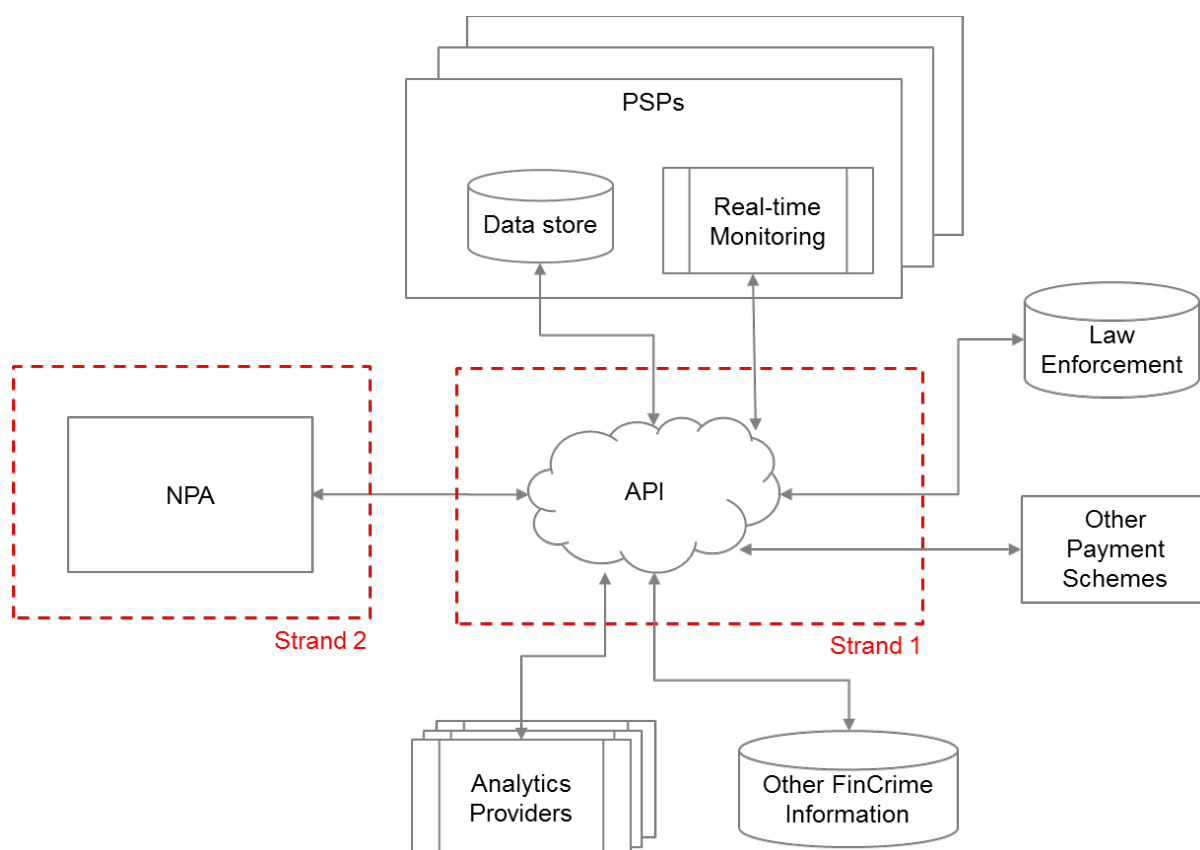 PSPs
Data store
Real-time
Monitoring
Law
Enforcement
NPA
API
Other
Payment
Schemes
Strand 2
Strand 1
Analytics
Providers
Other FinCrime
Information